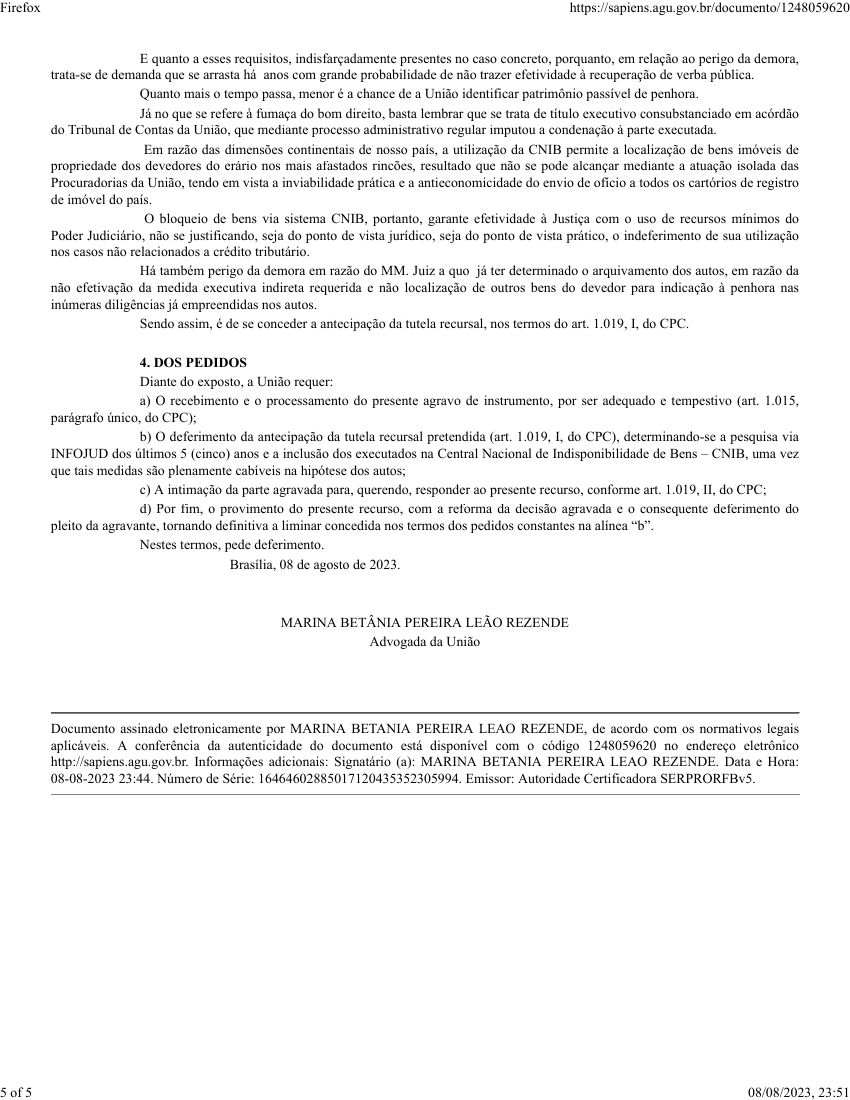 Firefox
https://sapiens.agu.gov.br/documento/1248059620
E quanto a esses requisitos, indisfarçadamente presentes no caso concreto, porquanto, em relação ao perigo da demora,
trata-se de demanda que se arrasta há  anos com grande probabilidade de não trazer efetividade à recuperação de verba pública.
Quanto mais o tempo passa, menor é a chance de a União identificar patrimônio passível de penhora.
Já no que se refere à fumaça do bom direito, basta lembrar que se trata de título executivo consubstanciado em acórdão
do Tribunal de Contas da União, que mediante processo administrativo regular imputou a condenação à parte executada.
Em razão das dimensões continentais de nosso país, a utilização da CNIB permite a localização de bens imóveis de
propriedade dos devedores do erário nos mais afastados rincões, resultado que não se pode alcançar mediante a atuação isolada das
Procuradorias da União, tendo em vista a inviabilidade prática e a antieconomicidade do envio de ofício a todos os cartórios de registro
de imóvel do país.
O bloqueio de bens via sistema CNIB, portanto, garante efetividade à Justiça com o uso de recursos mínimos do
Poder Judiciário, não se justificando, seja do ponto de vista jurídico, seja do ponto de vista prático, o indeferimento de sua utilização
nos casos não relacionados a crédito tributário.
Há também perigo da demora em razão do MM. Juiz a quo  já ter determinado o arquivamento dos autos, em razão da
não efetivação da medida executiva indireta requerida e não localização de outros bens do devedor para indicação à penhora nas
inúmeras diligências já empreendidas nos autos.
Sendo assim, é de se conceder a antecipação da tutela recursal, nos termos do art. 1.019, I, do CPC.
4. DOS PEDIDOS
Diante do exposto, a União requer:
a) O recebimento e o processamento do presente agravo de instrumento, por ser adequado e tempestivo (art. 1.015,
parágrafo único, do CPC);
b) O deferimento da antecipação da tutela recursal pretendida (art. 1.019, I, do CPC), determinando-se a pesquisa via
INFOJUD dos últimos 5 (cinco) anos e a inclusão dos executados na Central Nacional de Indisponibilidade de Bens – CNIB, uma vez
que tais medidas são plenamente cabíveis na hipótese dos autos;
c) A intimação da parte agravada para, querendo, responder ao presente recurso, conforme art. 1.019, II, do CPC;
d) Por fim, o provimento do presente recurso, com a reforma da decisão agravada e o consequente deferimento do
pleito da agravante, tornando definitiva a liminar concedida nos termos dos pedidos constantes na alínea “b”.
Nestes termos, pede deferimento.
Brasília, 08 de agosto de 2023.
MARINA BETÂNIA PEREIRA LEÃO REZENDE
Advogada da União
Documento assinado eletronicamente por MARINA BETANIA PEREIRA LEAO REZENDE, de acordo com os normativos legais
aplicáveis. A conferência da autenticidade do documento está disponível com o código 1248059620 no endereço eletrônico
http://sapiens.agu.gov.br. Informações adicionais: Signatário (a): MARINA BETANIA PEREIRA LEAO REZENDE. Data e Hora:
08-08-2023 23:44. Número de Série: 16464602885017120435352305994. Emissor: Autoridade Certificadora SERPRORFBv5.
5 of 5
08/08/2023, 23:51